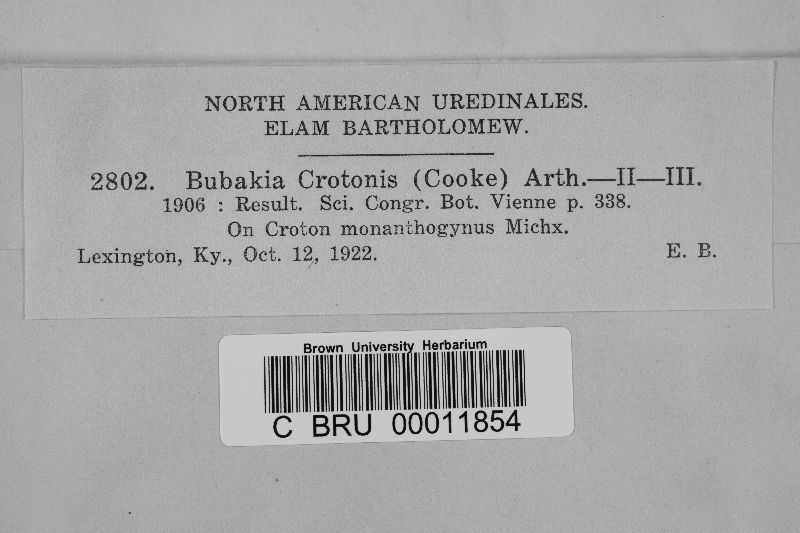 NORTH AMERICAN UREDINALES.
ELAM BARTHOLOMEW.
2802. Bubakia Crotonis (Cooke) Arth.—II—III.
1906 : Result. Sci. Congr. Bot. Vienne p. 338.
On Croton monanthogynus Michx.
Lexington, Ky., Oct. 12, 1922. E. B.
Brown University Herbarium
C BRU 00011854